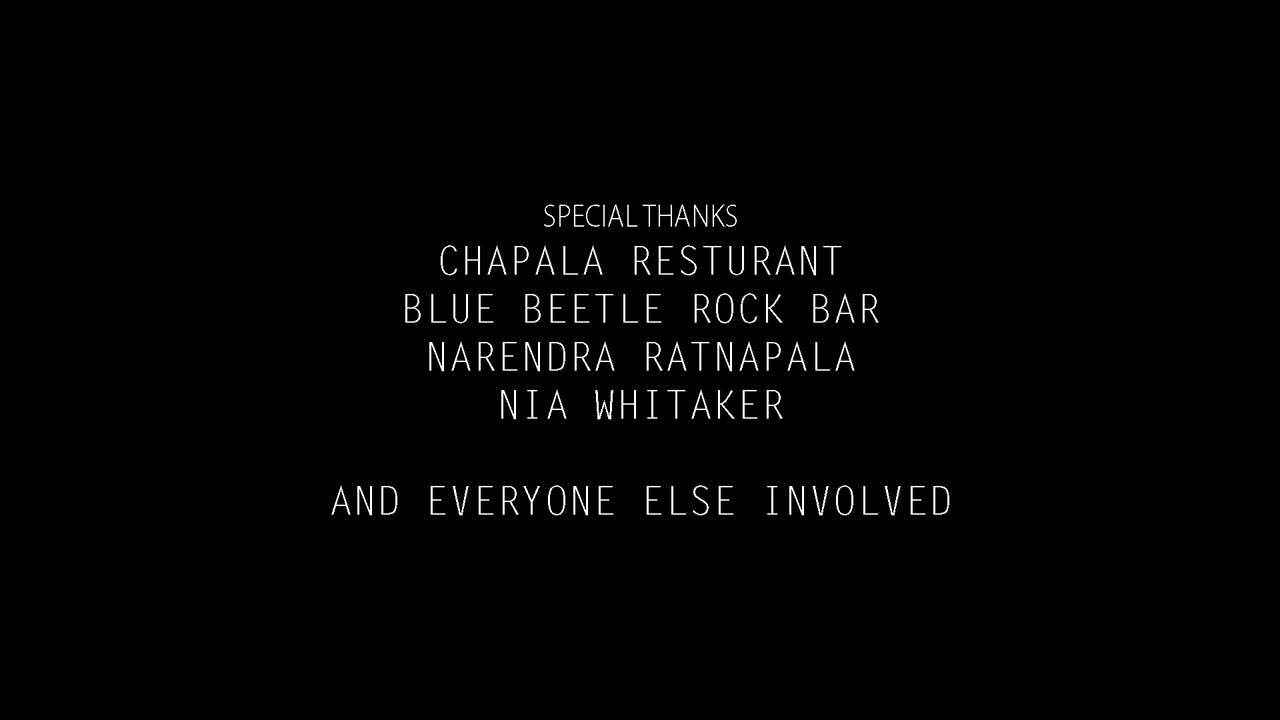 SPECIAL THANKS
CHAPALA RESTURANT
BLUE BEETLE ROCK BAR
NARENDRA RATNAPALA
NIA WHITAKER
AND EVERYONE ELSE INVOLVED